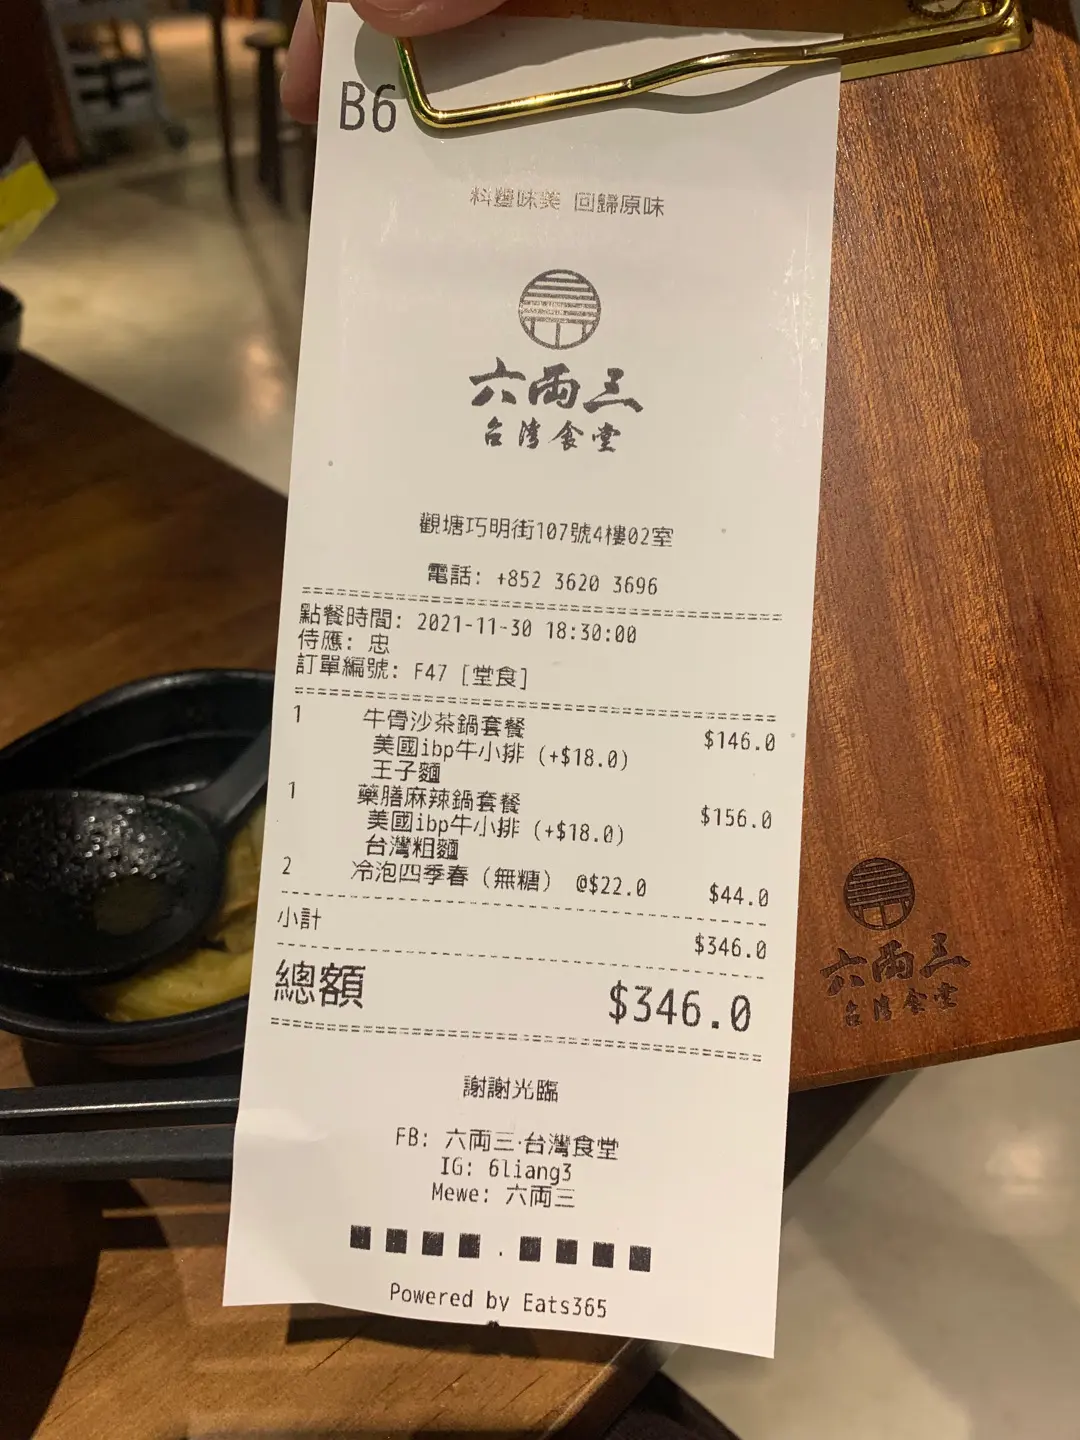 B6
料豐味美 回歸原味
六両三
台湾食堂
觀塘巧明街107號4樓02室
電話: +852 3620 3696
點餐時間: 2021-11-30 18:30:00
侍應: 忠
訂單編號: F47 [堂食]
1 牛骨沙茶鍋套餐 $146.0
美國ibp牛小排 (+$18.0)
王子麵
1 藥膳麻辣鍋套餐 $156.0
美國ibp牛小排 (+$18.0)
台灣粗麵
2 冷泡四季春 (無糖) @$22.0 $44.0
小計 $346.0
總額 $346.0
謝謝光臨
FB: 六両三·台灣食堂
IG: 6liang3
Mewe: 六両三
Powered by Eats365
六両三
台湾食堂